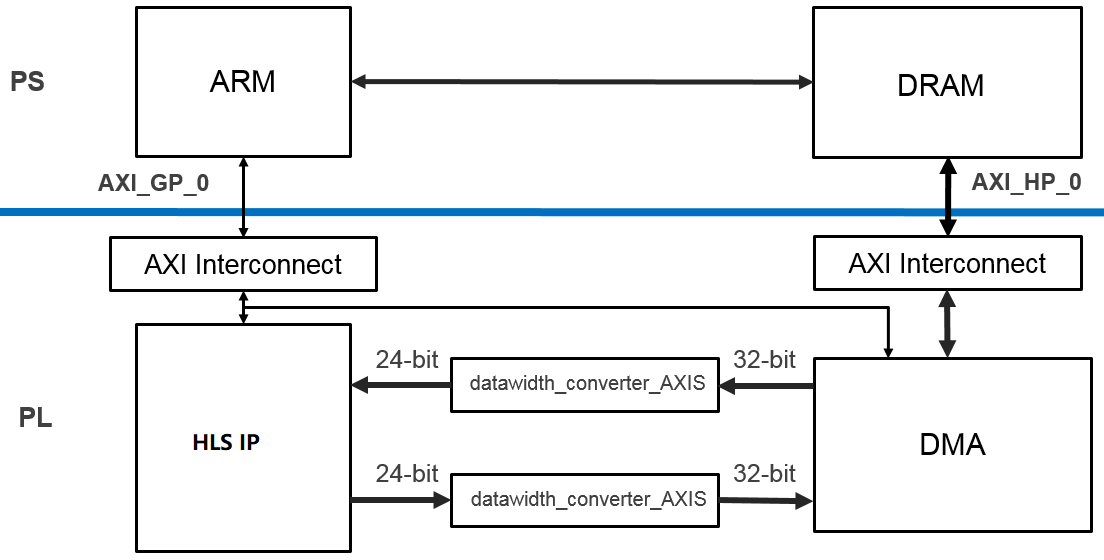 PS
ARM
DRAM
AXI_GP_0
AXI_HP_0
AXI Interconnect
AXI Interconnect
24-bit
datawidth_converter_AXIS
32-bit
PL
HLS IP
DMA
24-bit
datawidth_converter_AXIS
32-bit